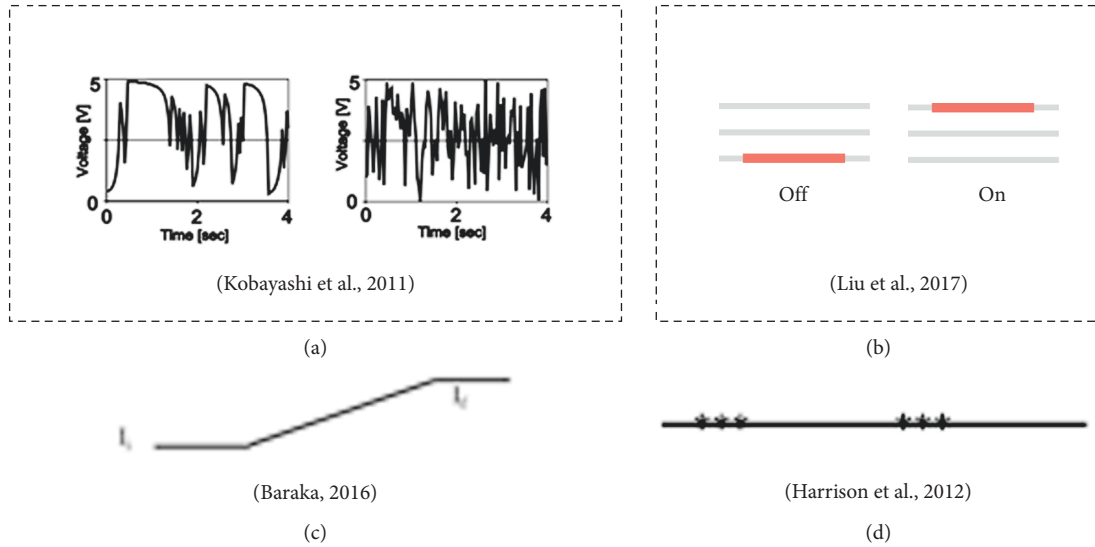 5
Voltage [V]
0
0 2 4
Time [sec]
5
Voltage [V]
0
0 2 4
Time [sec]
(Kobayashi et al., 2011)
(a)
Off On
(Liu et al., 2017)
(b)
(Baraka, 2016)
(c)
(Harrison et al., 2012)
(d)